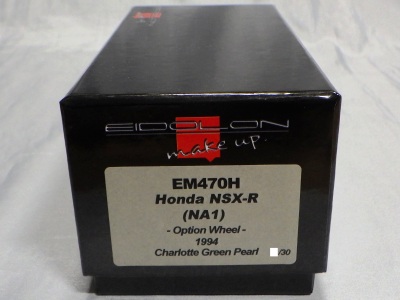 EIDOLON
make up.
EM470H
Honda NSX-R
(NA1)
- Option Wheel -
1994
Charlotte Green Pearl /30